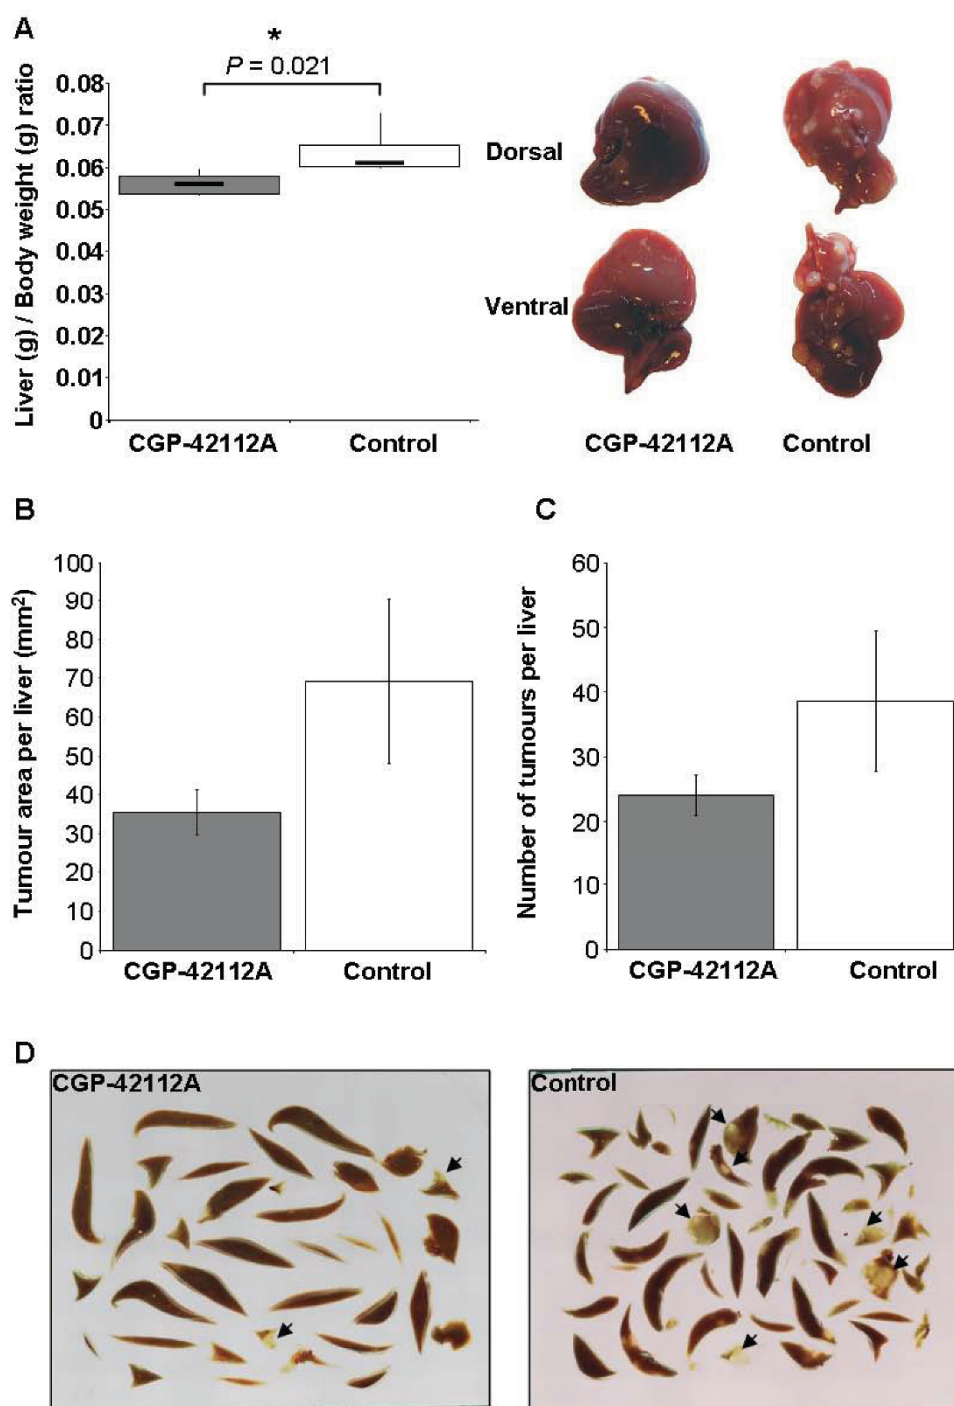 A
*
P = 0.021
Liver (g) / Body weight (g) ratio
0.08
0.07
0.06
0.05
0.04
0.03
0.02
0.01
0
CGP-42112A
Control
Dorsal
Ventral
CGP-42112A
Control
B
Tumour area per liver (mm²)
100
90
80
70
60
50
40
30
20
10
0
CGP-42112A
Control
C
Number of tumours per liver
60
50
40
30
20
10
0
CGP-42112A
Control
D
CGP-42112A
Control